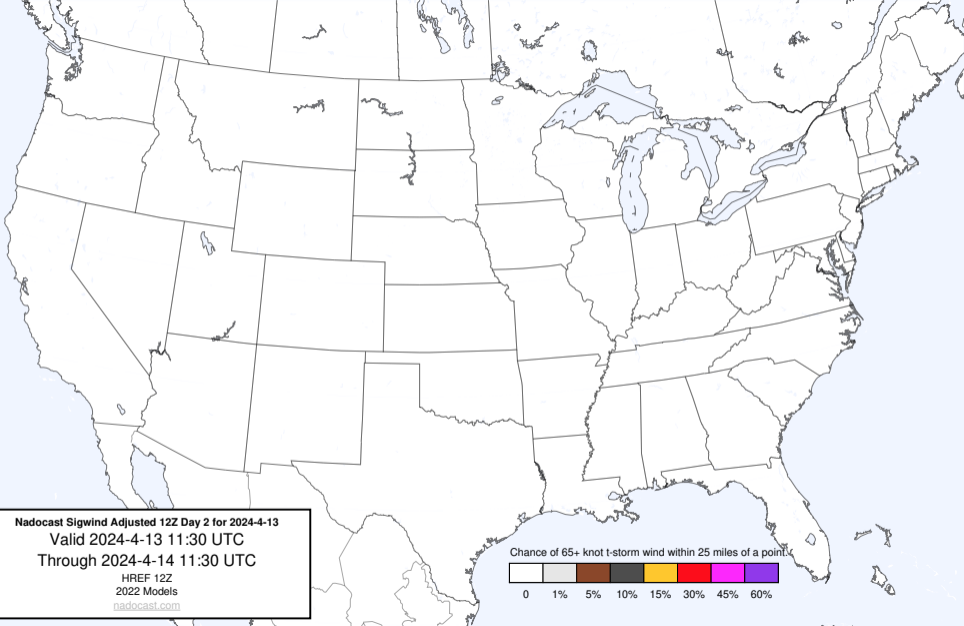 Nadocast Sigwind Adjusted 12Z Day 2 for 2024-4-13
Valid 2024-4-13 11:30 UTC
Through 2024-4-14 11:30 UTC
HREF 12Z
2022 Models
nadocast.com
Chance of 65+ knot t-storm wind within 25 miles of a point.
0 1% 5% 10% 15% 30% 45% 60%